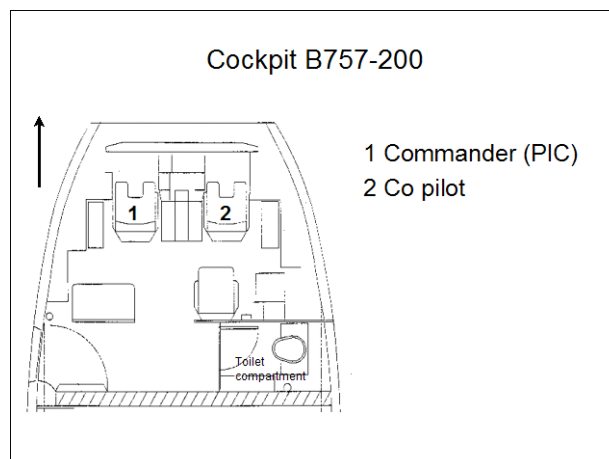 Cockpit B757-200
1 Commander (PIC)
2 Co pilot
1
2
Toilet
compartment